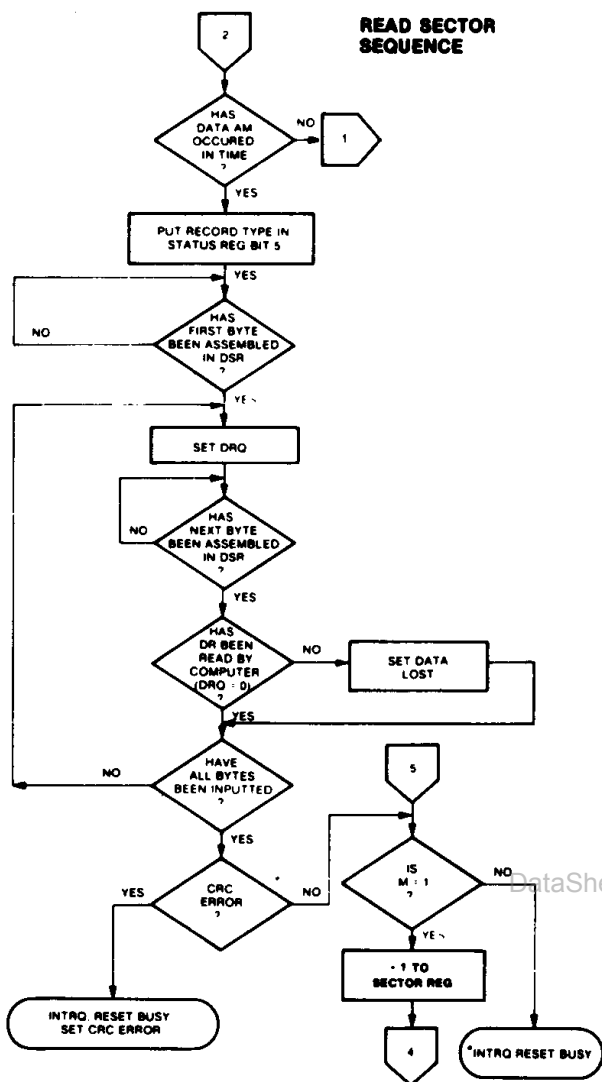 READ SECTOR
SEQUENCE
2
HAS
DATA AM
OCCURED
IN TIME
?
NO
1
YES
PUT RECORD TYPE IN
STATUS REG BIT 5
YES
NO
HAS
FIRST BYTE
BEEN ASSEMBLED
IN DSR
?
YES
SET DRQ
NO
HAS
NEXT BYTE
BEEN ASSEMBLED
IN DSR
?
YES
HAS
DR BEEN
READ BY
COMPUTER
(DRQ = 0)
?
NO
SET DATA
LOST
YES
HAVE
ALL BYTES
BEEN INPUTTED
?
NO
YES
5
CRC
ERROR
?
YES
NO
IS
M = 1
?
NO
DataShe
YES
INTRQ. RESET BUSY
SET CRC ERROR
1 TO
SECTOR REG
4
*INTRQ RESET BUSY